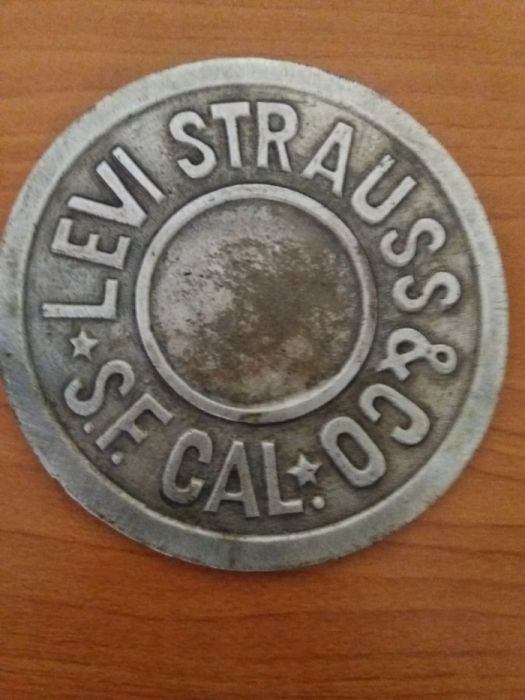 LEVI STRAUSS & CO
S.F. CAL.